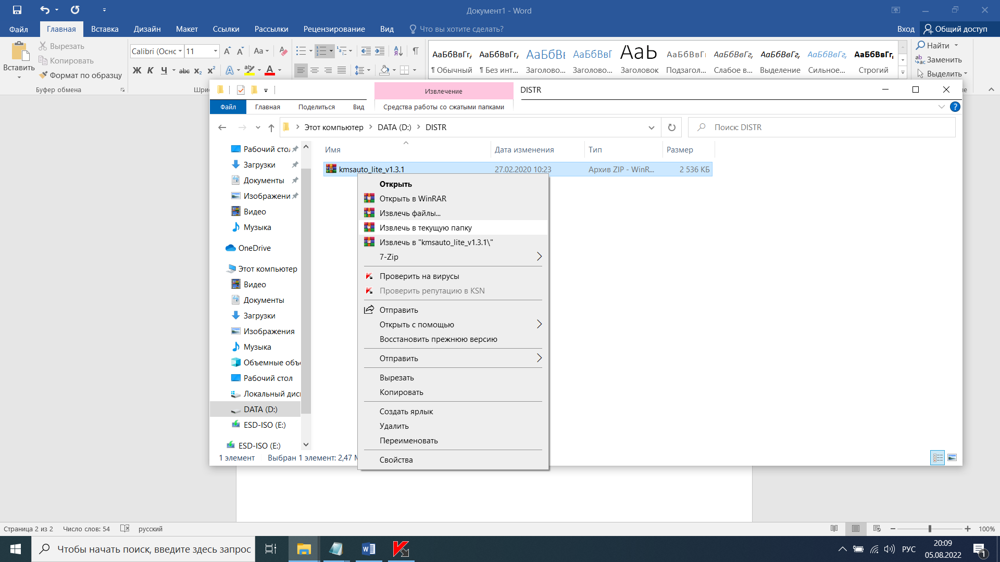 Документ1 - Word
Файл Главная Вставка Дизайн Макет Ссылки Рассылки Рецензирование Вид Что вы хотите сделать? Вход Общий доступ
Вставить
Вырезать
Копировать
Формат по образцу
Буфер обмена
Calibri (Оснс 11
Aa
Ж К Ч abc x₂ x²
Шри
АаБбВвГг, АаБбВвГг, АаБбВı АаБбВвГ АаЬ АаБбВвГı АаБбВвГг, АаБбВвГг, АаБбВвГг, АаБбВвГг,
¶ Обычный ¶ Без инт... Заголово... Заголово... Заголовок Подзагол... Слабое в... Выделение Сильное... Строгий
Найти
Заменить
Выделить
Извлечение DISTR
Файл Главная Поделиться Вид Средства работы со сжатыми папками
Этот компьютер DATA (D:) DISTR
Поиск: DISTR
Имя Дата изменения Тип Размер
kmsauto_lite_v1.3.1 27.02.2020 10:23 Архив ZIP - WinR... 2 536 КБ
Рабочий стол
Загрузки
Документы
Изображени
Видео
Музыка
OneDrive
Этот компьютер
Видео
Документы
Загрузки
Изображения
Музыка
Объемные объе
Рабочий стол
Локальный дис
DATA (D:)
ESD-ISO (E:)
ESD-ISO (E:)
Открыть
Открыть в WinRAR
Извлечь файлы...
Извлечь в текущую папку
Извлечь в "kmsauto_lite_v1.3.1\"
7-Zip
Проверить на вирусы
Проверить репутацию в KSN
Отправить
Открыть с помощью
Восстановить прежнюю версию
Отправить
Вырезать
Копировать
Создать ярлык
Удалить
Переименовать
Свойства
1 элемент Выбран 1 элемент: 2,47 М
Страница 2 из 2 Число слов: 54 русский 100%
Чтобы начать поиск, введите здесь запрос
РУС
20:09
05.08.2022
1